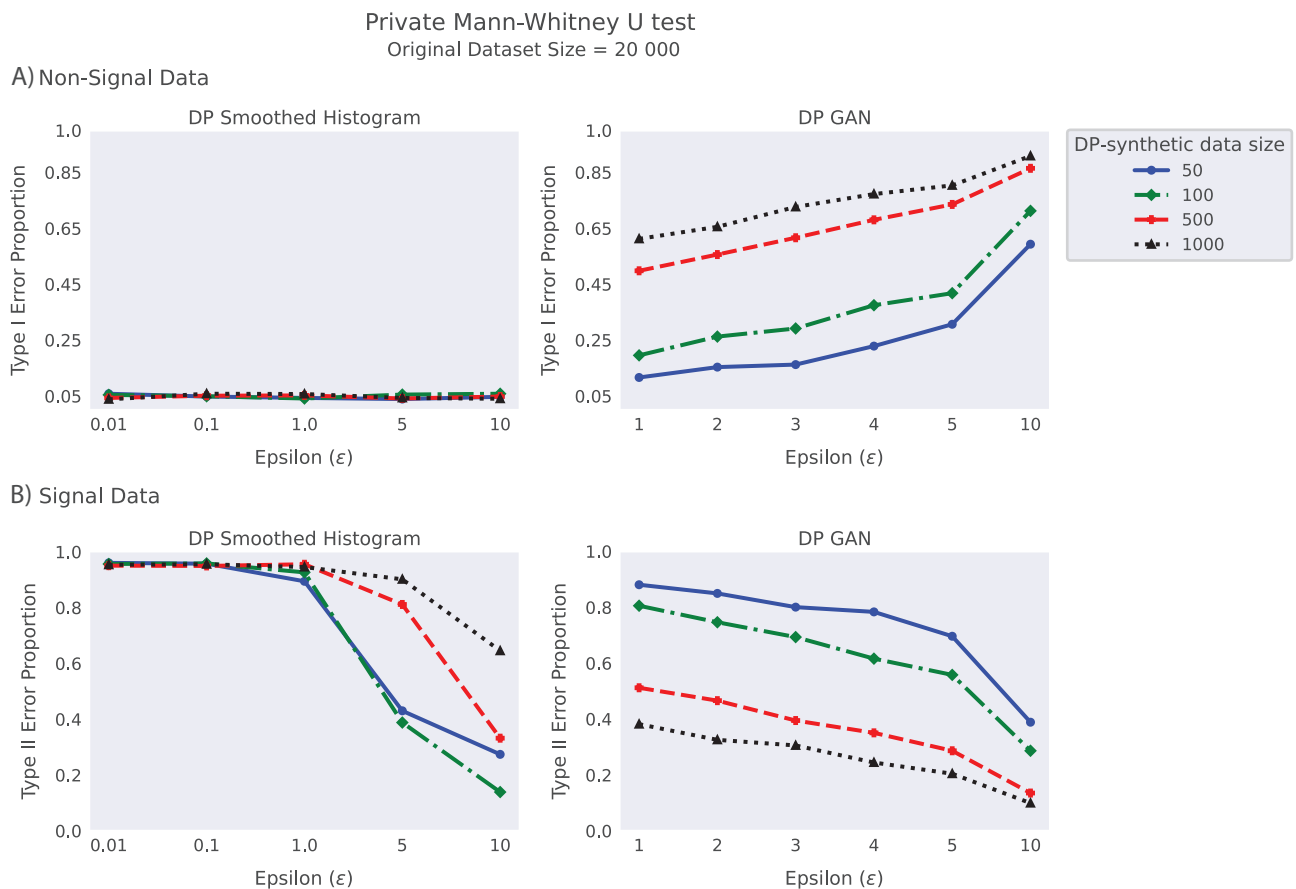 Private Mann-Whitney U test
Original Dataset Size = 20 000
A) Non-Signal Data
DP Smoothed Histogram
1.0
0.85
0.65
0.45
0.25
0.05
Type I Error Proportion
0.01 0.1 1.0 5 10
Epsilon (ε)
DP GAN
1.0
0.85
0.65
0.45
0.25
0.05
Type I Error Proportion
1 2 3 4 5 10
Epsilon (ε)
DP-synthetic data size
50
100
500
1000
B) Signal Data
DP Smoothed Histogram
1.0
0.8
0.6
0.4
0.2
0.0
Type II Error Proportion
0.01 0.1 1.0 5 10
Epsilon (ε)
DP GAN
1.0
0.8
0.6
0.4
0.2
0.0
Type II Error Proportion
1 2 3 4 5 10
Epsilon (ε)